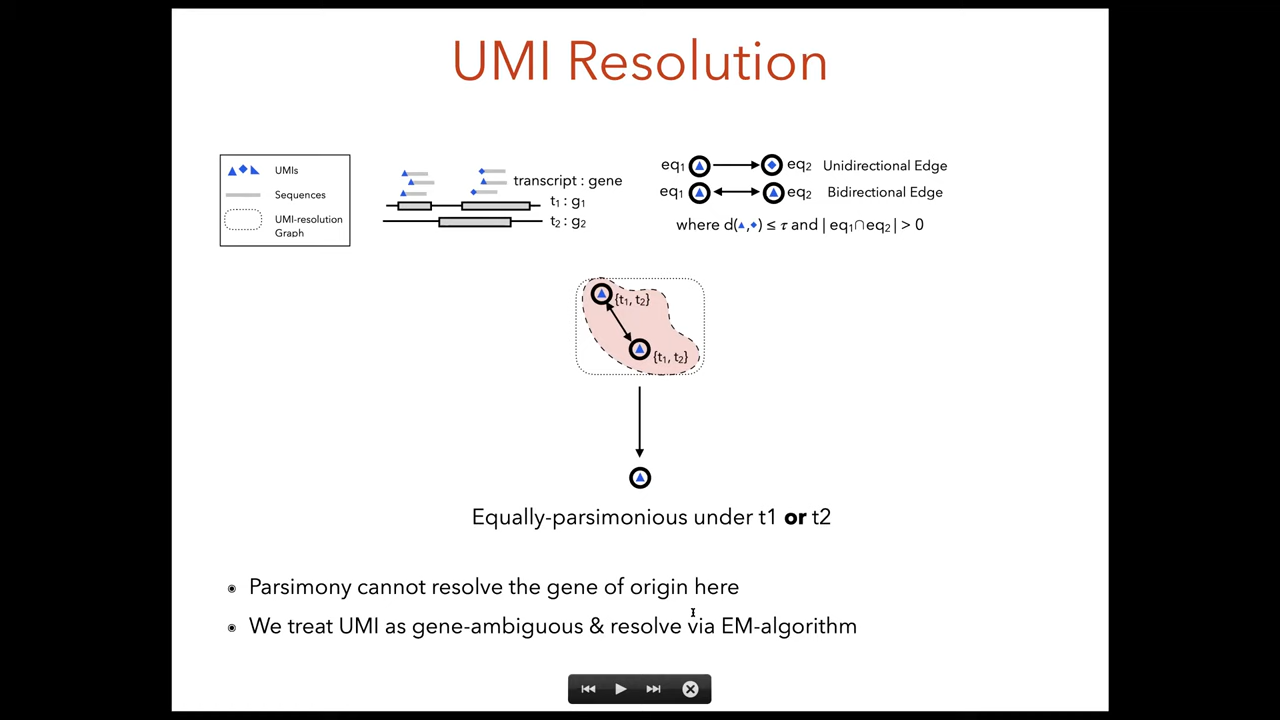 UMI Resolution
UMIs
Sequences
UMI-resolution
Graph
transcript : gene
t₁ : g₁
t₂ : g₂
eq₁ eq₂ Unidirectional Edge
eq₁ eq₂ Bidirectional Edge
where d(▲,◆) ≤ τ and | eq₁∩eq₂ | > 0
{t₁, t₂}
{t₁, t₂}
Equally-parsimonious under t1 or t2
Parsimony cannot resolve the gene of origin here
We treat UMI as gene-ambiguous & resolve via EM-algorithm